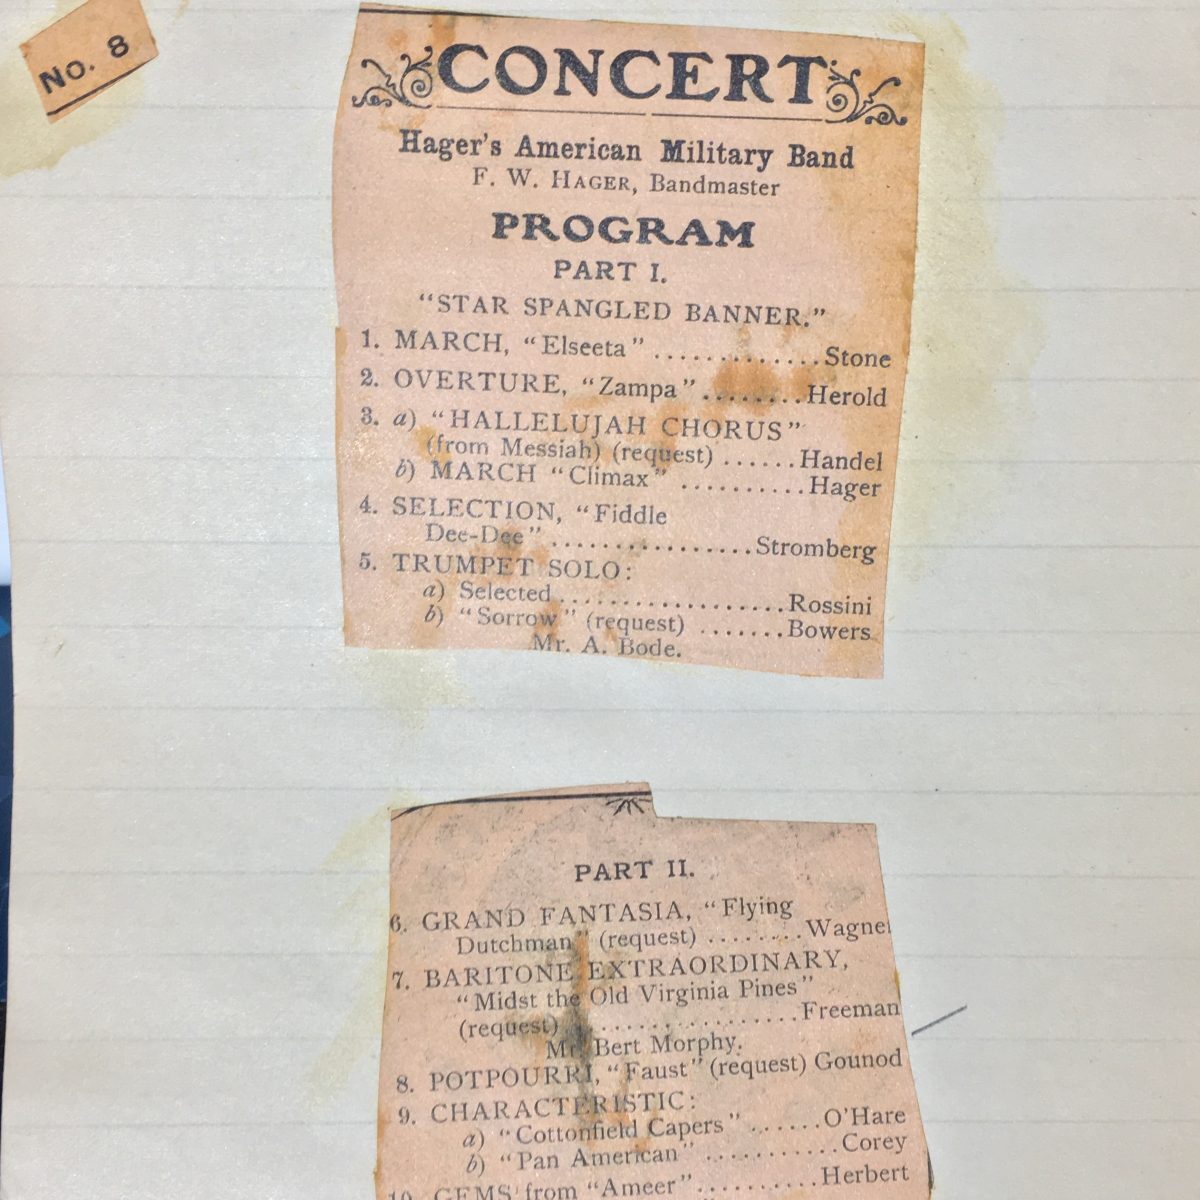 No. 8
CONCERT
Hager's American Military Band
F. W. HAGER, Bandmaster
PROGRAM
PART I.
"STAR SPANGLED BANNER."
1. MARCH, "Elseeta" .............Stone
2. OVERTURE, "Zampa" ........Herold
3. a) "HALLELUJAH CHORUS"
(from Messiah) (request) ......Handel
b) MARCH "Climax" ..........Hager
4. SELECTION, "Fiddle
Dee-Dee" ................Stromberg
5. TRUMPET SOLO:
a) Selected ..................Rossini
b) "Sorrow" (request) .......Bowers
Mr. A. Bode.
PART II.
6. GRAND FANTASIA, "Flying
Dutchman" (request) ........Wagner
7. BARITONE EXTRAORDINARY,
"Midst the Old Virginia Pines"
(request) ..................Freeman
Mr. Bert Morphy.
8. POTPOURRI, "Faust" (request) Gounod
9. CHARACTERISTIC:
a) "Cottonfield Capers" ......O'Hare
b) "Pan American" ...........Corey
10. GEMS from "Ameer" ..........Herbert